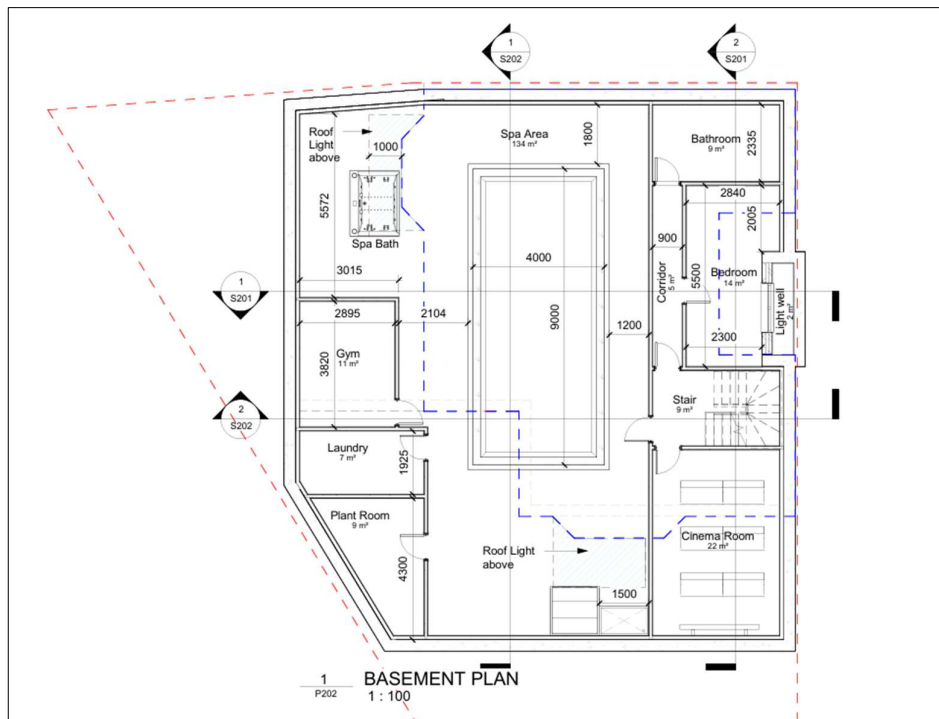 1
S202
2
S201
Roof
Light
above
1000
Spa Area
134 m²
1800
Bathroom
9 m²
2335
5572
Spa Bath
2840
2005
900
3015
4000
Corridor
5 m²
5500
Bedroom
14 m²
Light well
2 m²
1
S201
2895
2104
9000
1200
2300
3820
Gym
11 m²
Stair
9 m²
2
S202
Laundry
7 m²
1925
Plant Room
9 m²
4300
Roof Light
above
Cinema Room
22 m²
1500
1
P202
BASEMENT PLAN
1 : 100